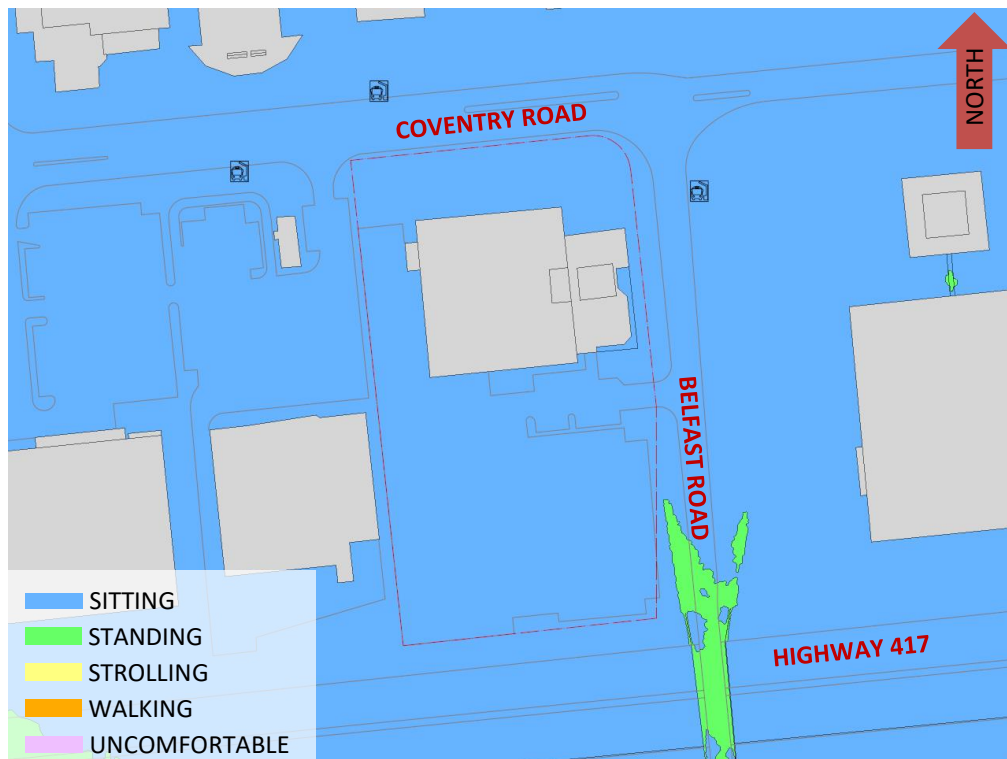 NORTH
COVENTRY ROAD
BELFAST ROAD
HIGHWAY 417
SITTING
STANDING
STROLLING
WALKING
UNCOMFORTABLE